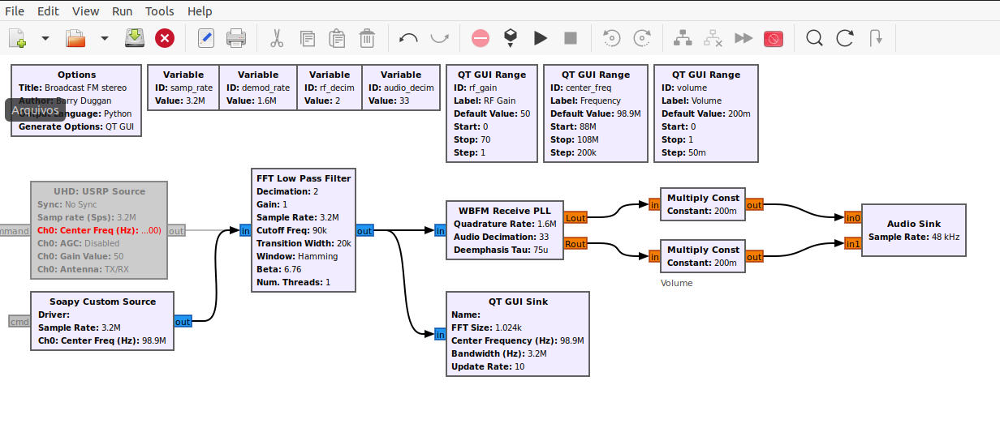 File Edit View Run Tools Help
Options
Title: Broadcast FM stereo
Author: Barry Duggan
Output Language: Python
Generate Options: QT GUI
Arquivos
Variable
ID: samp_rate
Value: 3.2M
Variable
ID: demod_rate
Value: 1.6M
Variable
ID: rf_decim
Value: 2
Variable
ID: audio_decim
Value: 33
QT GUI Range
ID: rf_gain
Label: RF Gain
Default Value: 50
Start: 0
Stop: 70
Step: 1
QT GUI Range
ID: center_freq
Label: Frequency
Default Value: 98.9M
Start: 88M
Stop: 108M
Step: 200k
QT GUI Range
ID: volume
Label: Volume
Default Value: 200m
Start: 0
Stop: 1
Step: 50m
UHD: USRP Source
Sync: No Sync
Samp rate (Sps): 3.2M
Ch0: Center Freq (Hz): ...00)
Ch0: AGC: Disabled
Ch0: Gain Value: 50
Ch0: Antenna: TX/RX
mmand
out
Soapy Custom Source
Driver:
Sample Rate: 3.2M
Ch0: Center Freq (Hz): 98.9M
cmd
out
FFT Low Pass Filter
Decimation: 2
Gain: 1
Sample Rate: 3.2M
Cutoff Freq: 90k
Transition Width: 20k
Window: Hamming
Beta: 6.76
Num. Threads: 1
in
out
WBFM Receive PLL
Quadrature Rate: 1.6M
Audio Decimation: 33
Deemphasis Tau: 75u
in
Lout
Rout
QT GUI Sink
Name:
FFT Size: 1.024k
Center Frequency (Hz): 98.9M
Bandwidth (Hz): 3.2M
Update Rate: 10
in
Multiply Const
Constant: 200m
in
out
Multiply Const
Constant: 200m
in
out
Volume
Audio Sink
Sample Rate: 48 kHz
in0
in1